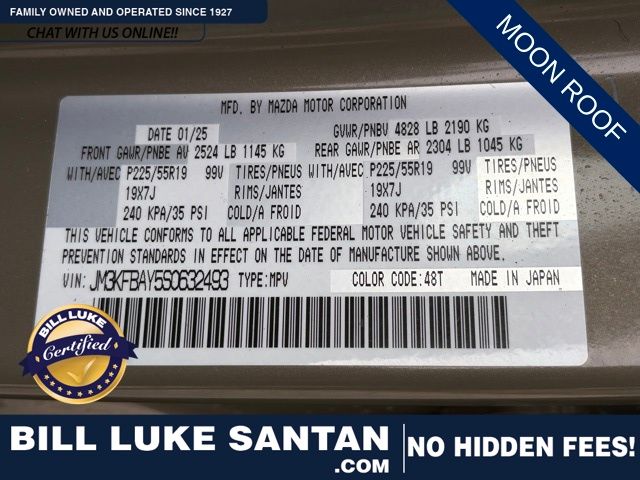 FAMILY OWNED AND OPERATED SINCE 1927
CHAT WITH US ONLINE!!
MOON ROOF
MFD. BY MAZDA MOTOR CORPORATION
DATE 01/25 GVWR/PNBV 4828 LB 2190 KG
FRONT GAWR/PNBE AV 2524 LB 1145 KG REAR GAWR/PNBE AR 2304 LB 1045 KG
WITH/AVEC P225/55R19 99V TIRES/PNEUS WITH/AVEC P225/55R19 99V TIRES/PNEUS
19X7J RIMS/JANTES 19X7J RIMS/JANTES
240 KPA/35 PSI COLD/A FROID 240 KPA/35 PSI COLD/A FROID
THIS VEHICLE CONFORMS TO ALL APPLICABLE FEDERAL MOTOR VEHICLE SAFETY AND THEFT
PREVENTION STANDARDS IN EFFECT ON THE DATE OF MANUFACTURE SHOWN ABOVE.
VIN: JM3KFBAY5S0632493 TYPE:MPV COLOR CODE:48T MADE IN JAPAN
BILL LUKE
Certified
BILL LUKE SANTAN
.COM
NO HIDDEN FEES!